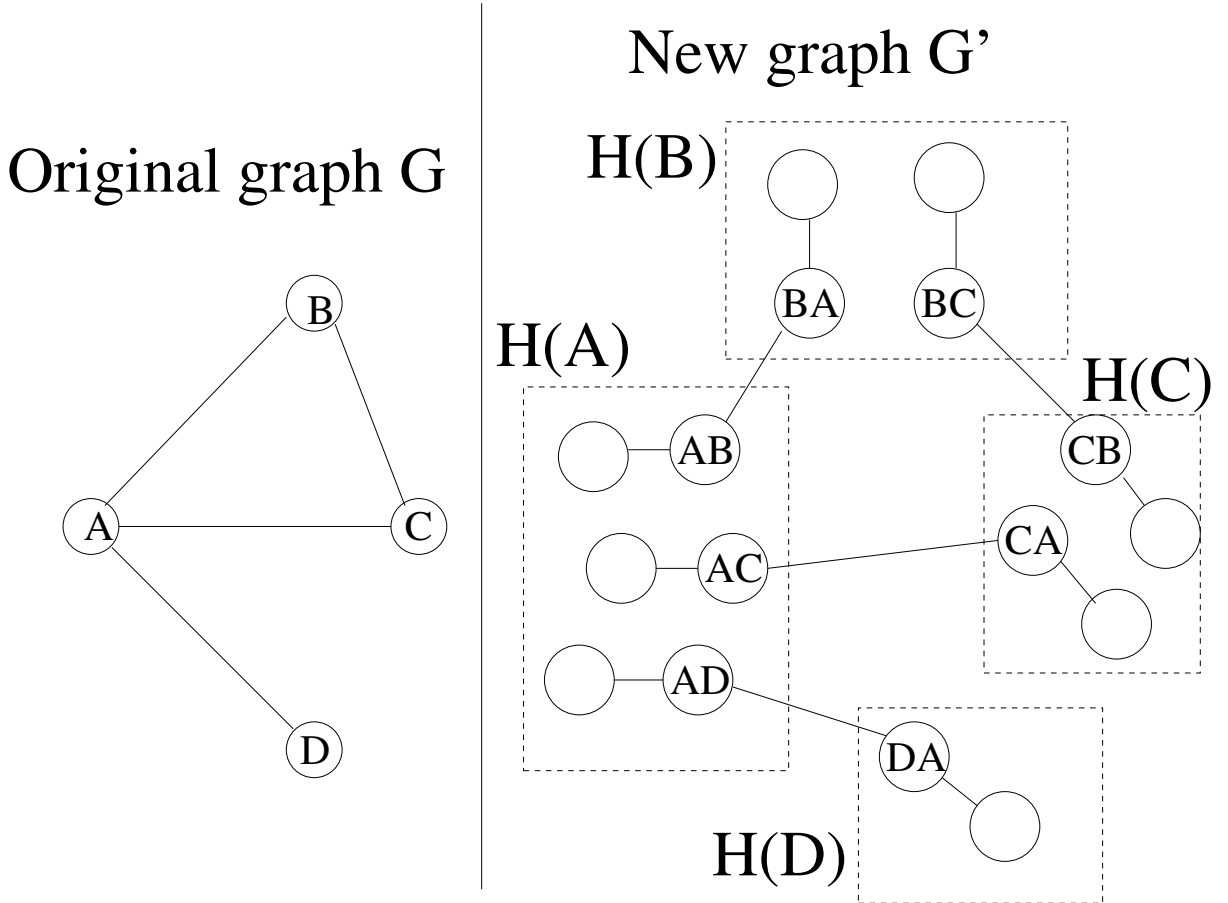 Original graph G
B
A
C
D
New graph G’
H(B)
BA
BC
H(A)
AB
AC
AD
H(C)
CB
CA
DA
H(D)